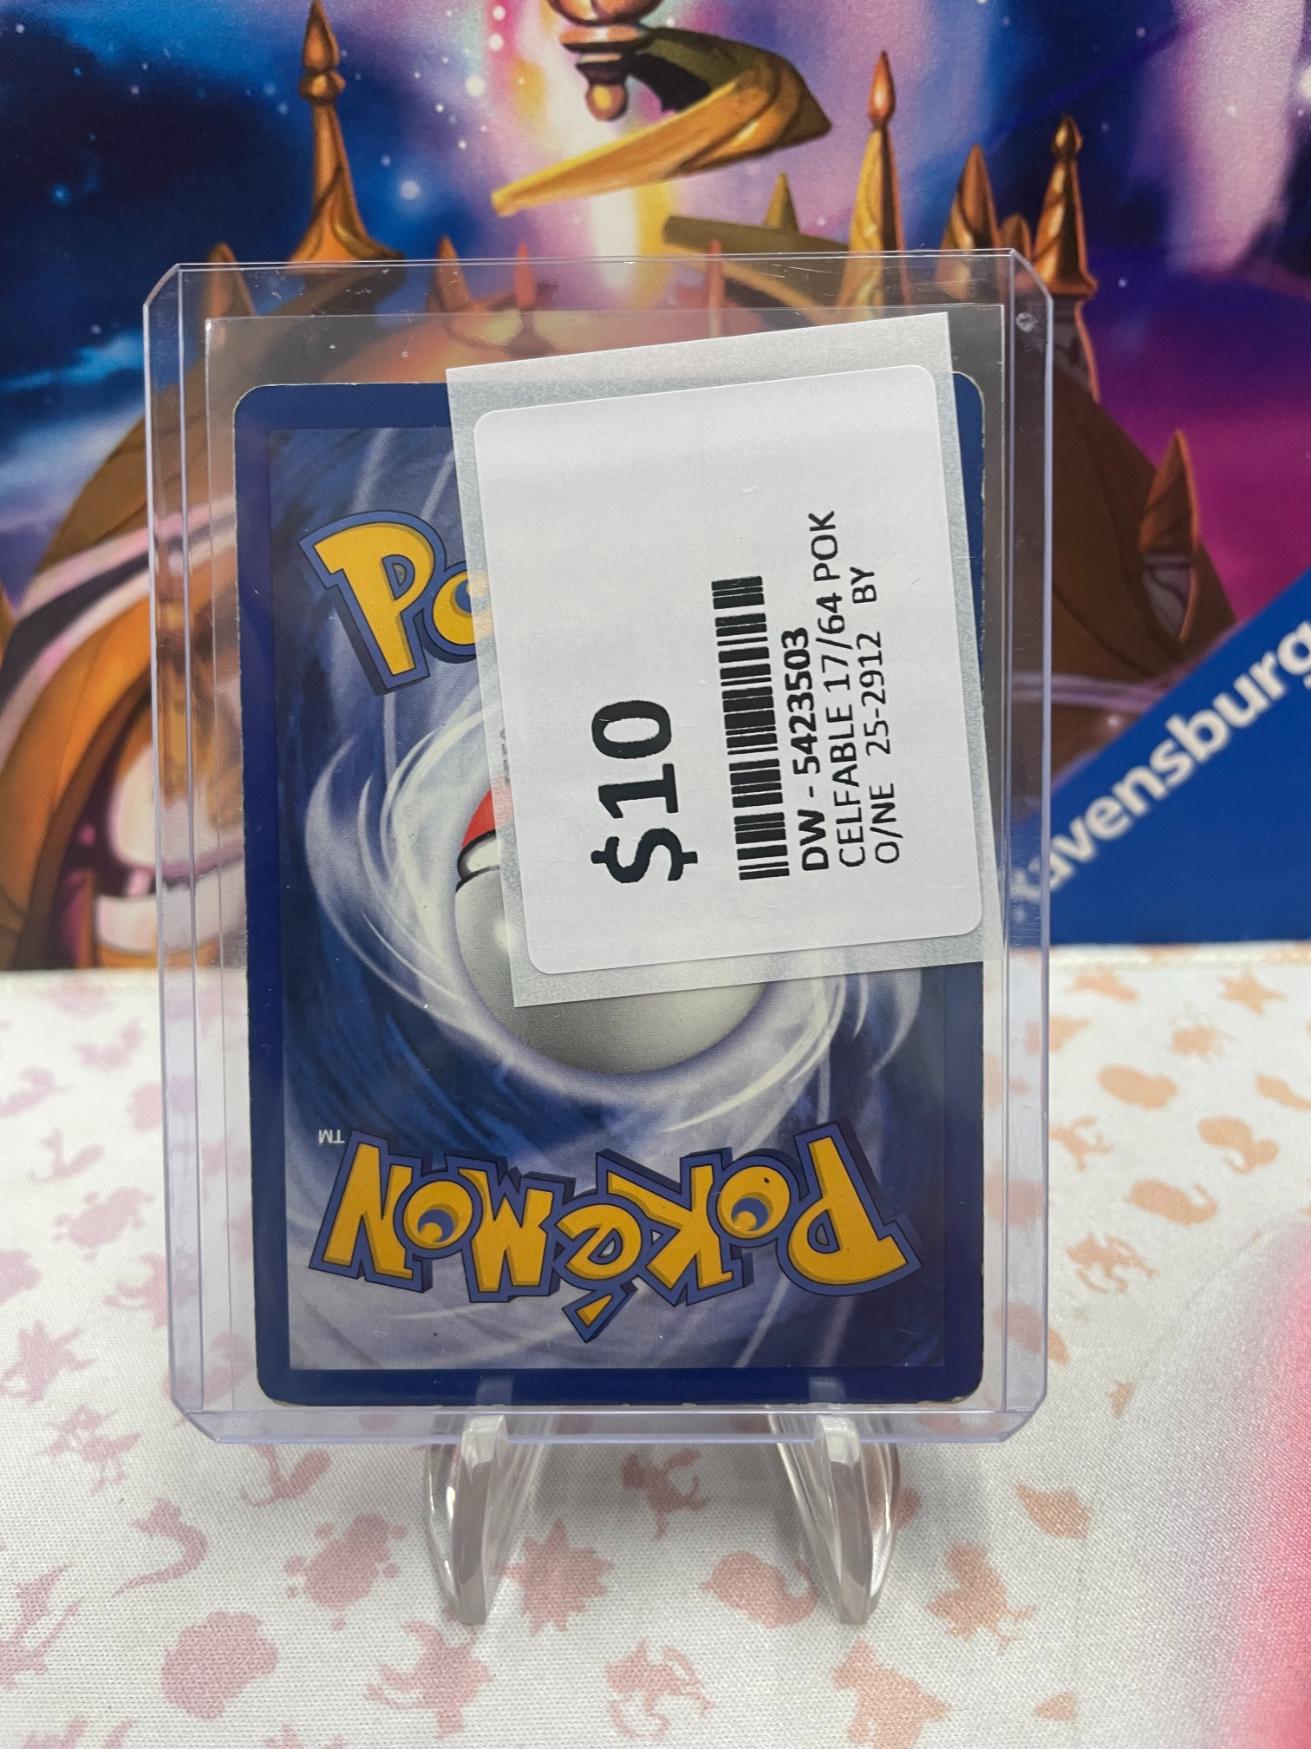 Po
$10
DW - 5423503
CELFABLE 17/64 POK
O/NE 25-2912 BY
Ravensburg
POKéMON
TM